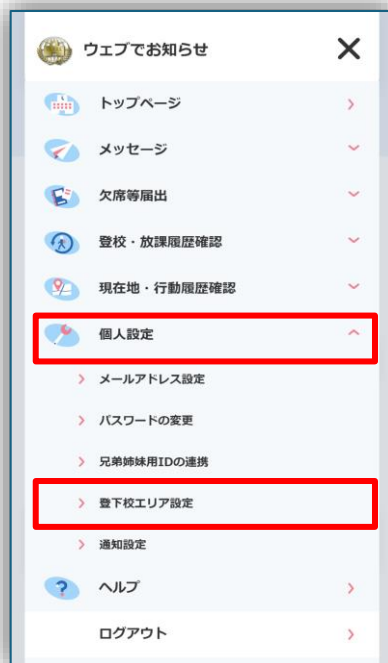 ウェブでお知らせ
トップページ
メッセージ
欠席等届出
登校・放課履歴確認
現在地・行動履歴確認
個人設定
メールアドレス設定
パスワードの変更
兄弟姉妹用IDの連携
登下校エリア設定
通知設定
ヘルプ
ログアウト